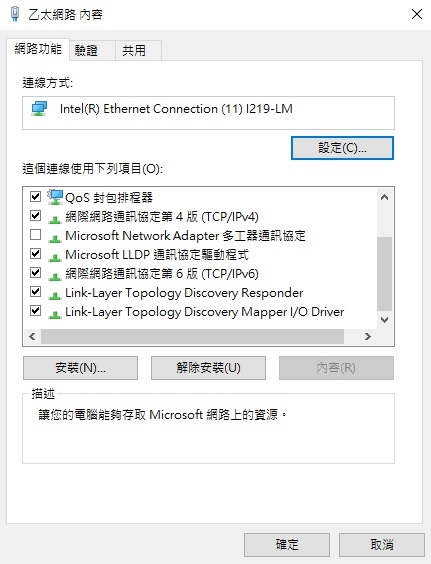 乙太網路 內容
網路功能 驗證 共用
連線方式:
Intel(R) Ethernet Connection (11) I219-LM
設定(C)...
這個連線使用下列項目(O):
QoS 封包排程器
網際網路通訊協定第 4 版 (TCP/IPv4)
Microsoft Network Adapter 多工器通訊協定
Microsoft LLDP 通訊協定驅動程式
網際網路通訊協定第 6 版 (TCP/IPv6)
Link-Layer Topology Discovery Responder
Link-Layer Topology Discovery Mapper I/O Driver
安裝(N)... 解除安裝(U) 內容(R)
描述
讓您的電腦能夠存取 Microsoft 網路上的資源。
確定 取消